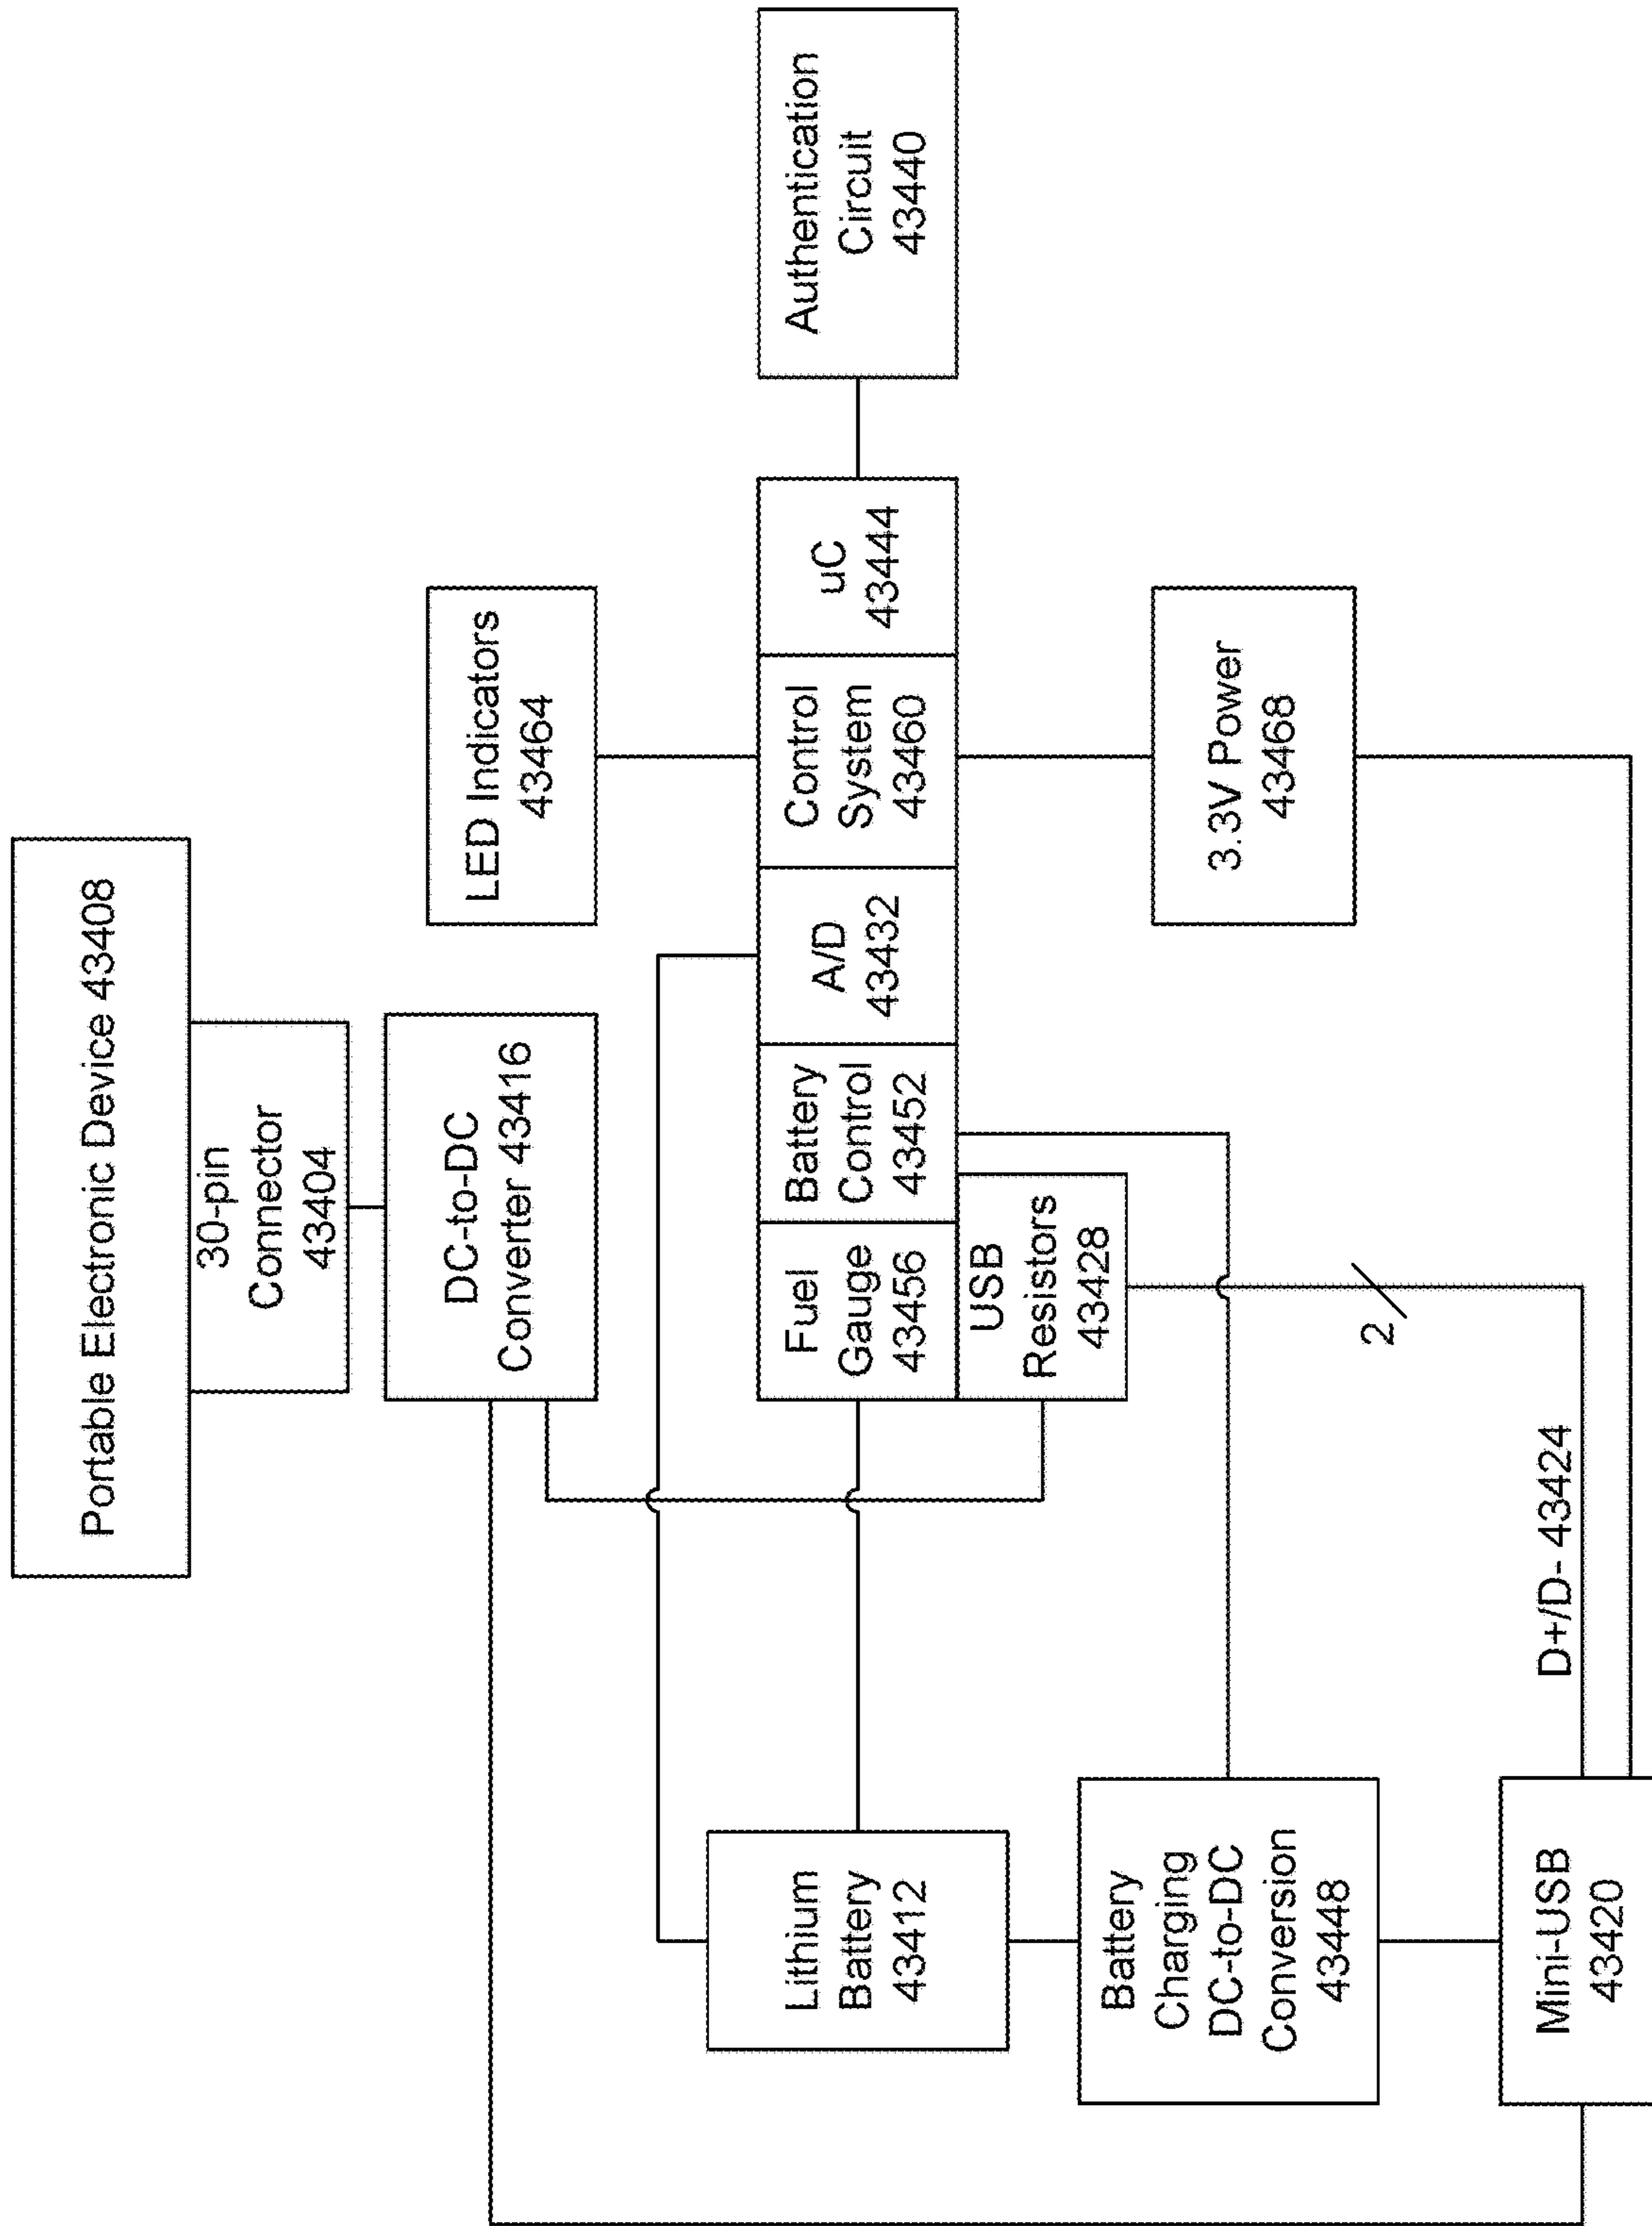 Portable Electronic Device 43408
30-pin
Connector
43404
DC-to-DC
Converter 43416
LED Indicators
43464
Lithium
Battery
43412
Fuel
Gauge
43456
Battery
Control
43452
A/D
43432
Control
System
43460
uC
43444
Authentication
Circuit
43440
USB
Resistors
43428
Battery
Charging
DC-to-DC
Conversion
43448
3.3V Power
43468
2
D+/D- 43424
Mini-USB
43420